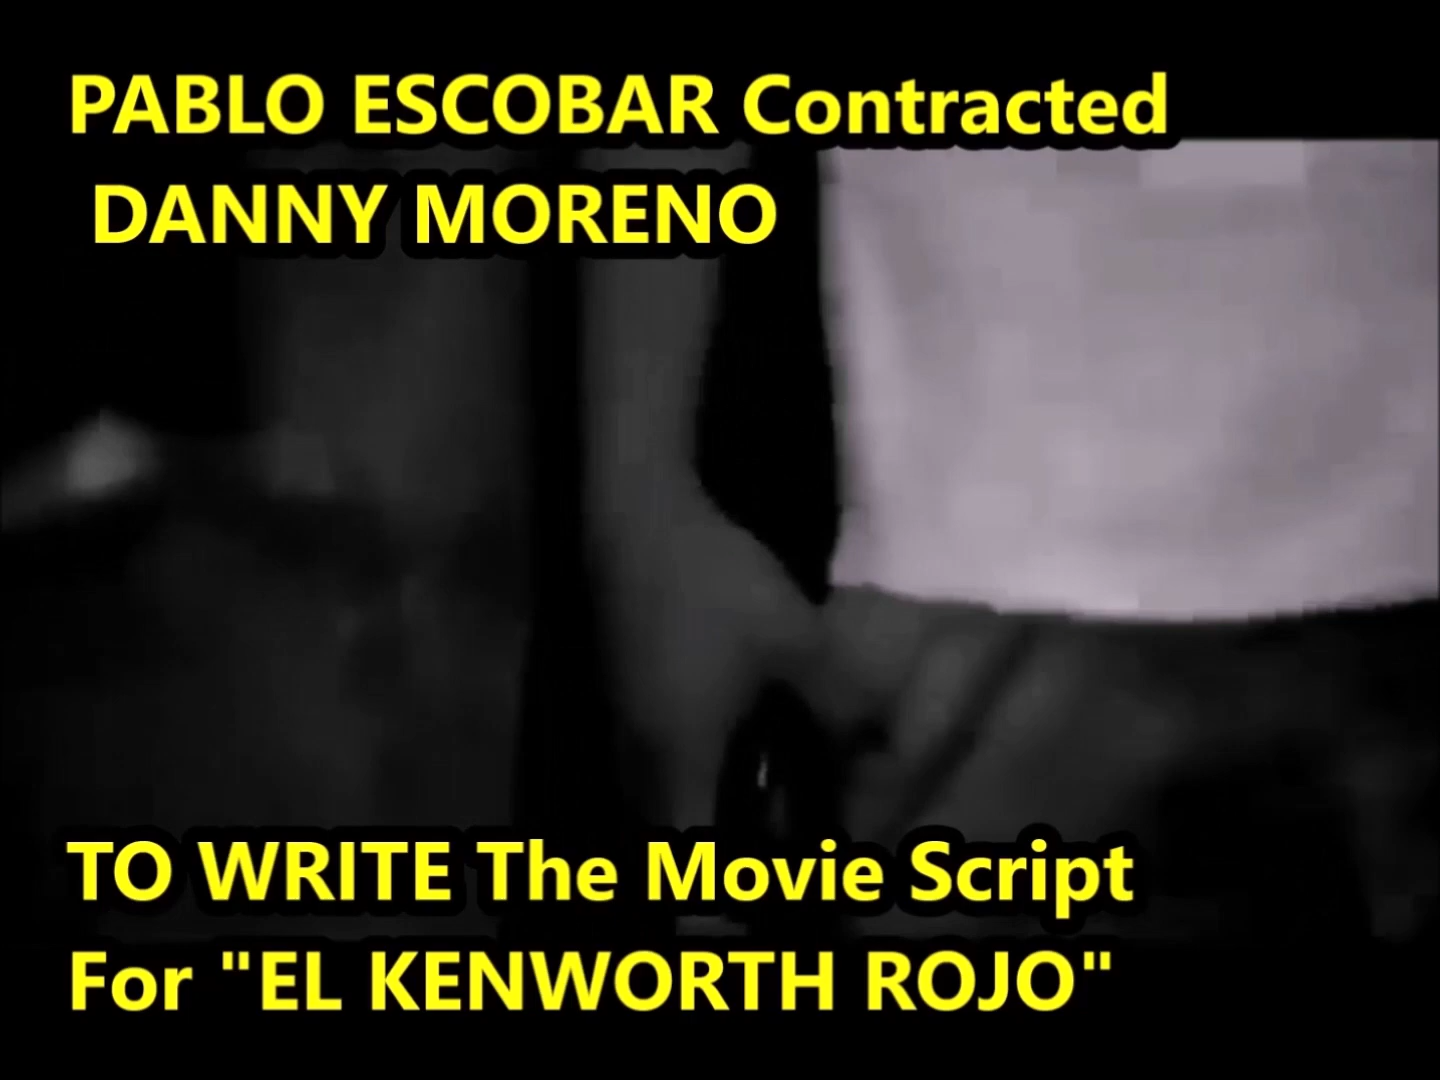 PABLO ESCOBAR Contracted
DANNY MORENO
TO WRITE The Movie Script
For "EL KENWORTH ROJO"